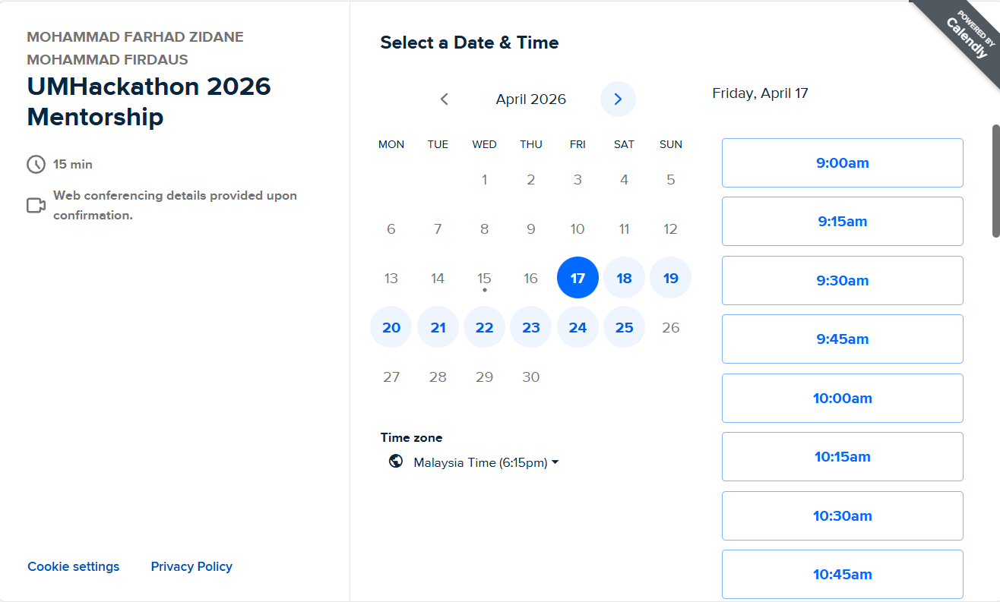 MOHAMMAD FARHAD ZIDANE
MOHAMMAD FIRDAUS
UMHackathon 2026
Mentorship
15 min
Web conferencing details provided upon
confirmation.
Cookie settings
Privacy Policy
Select a Date & Time
April 2026
MON TUE WED THU FRI SAT SUN
1 2 3 4 5
6 7 8 9 10 11 12
13 14 15 16 17 18 19
20 21 22 23 24 25 26
27 28 29 30
Time zone
Malaysia Time (6:15pm)
Friday, April 17
9:00am
9:15am
9:30am
9:45am
10:00am
10:15am
10:30am
10:45am
POWERED BY
Calendly